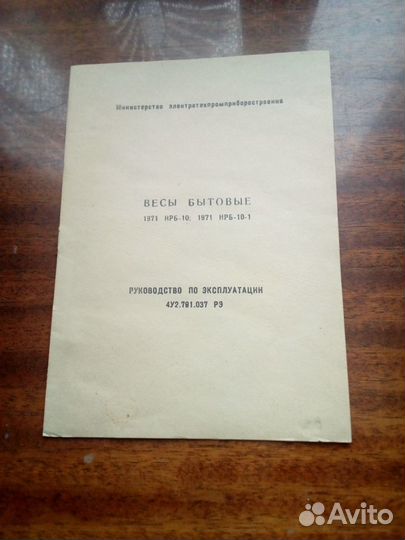 Министерство электротехпромприборостроения
ВЕСЫ БЫТОВЫЕ
1971 НРБ-10; 1971 НРБ-10-1
РУКОВОДСТВО ПО ЭКСПЛУАТАЦИИ
4У2.791.037 РЭ
Avito